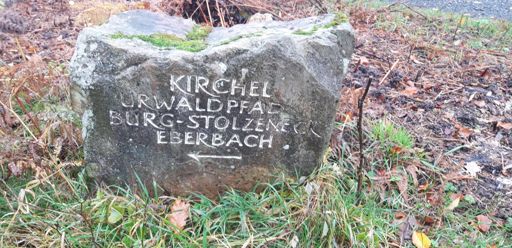 KIRCHEL
URWALDPFAD
BURG-STOLZENECK
EBERBACH